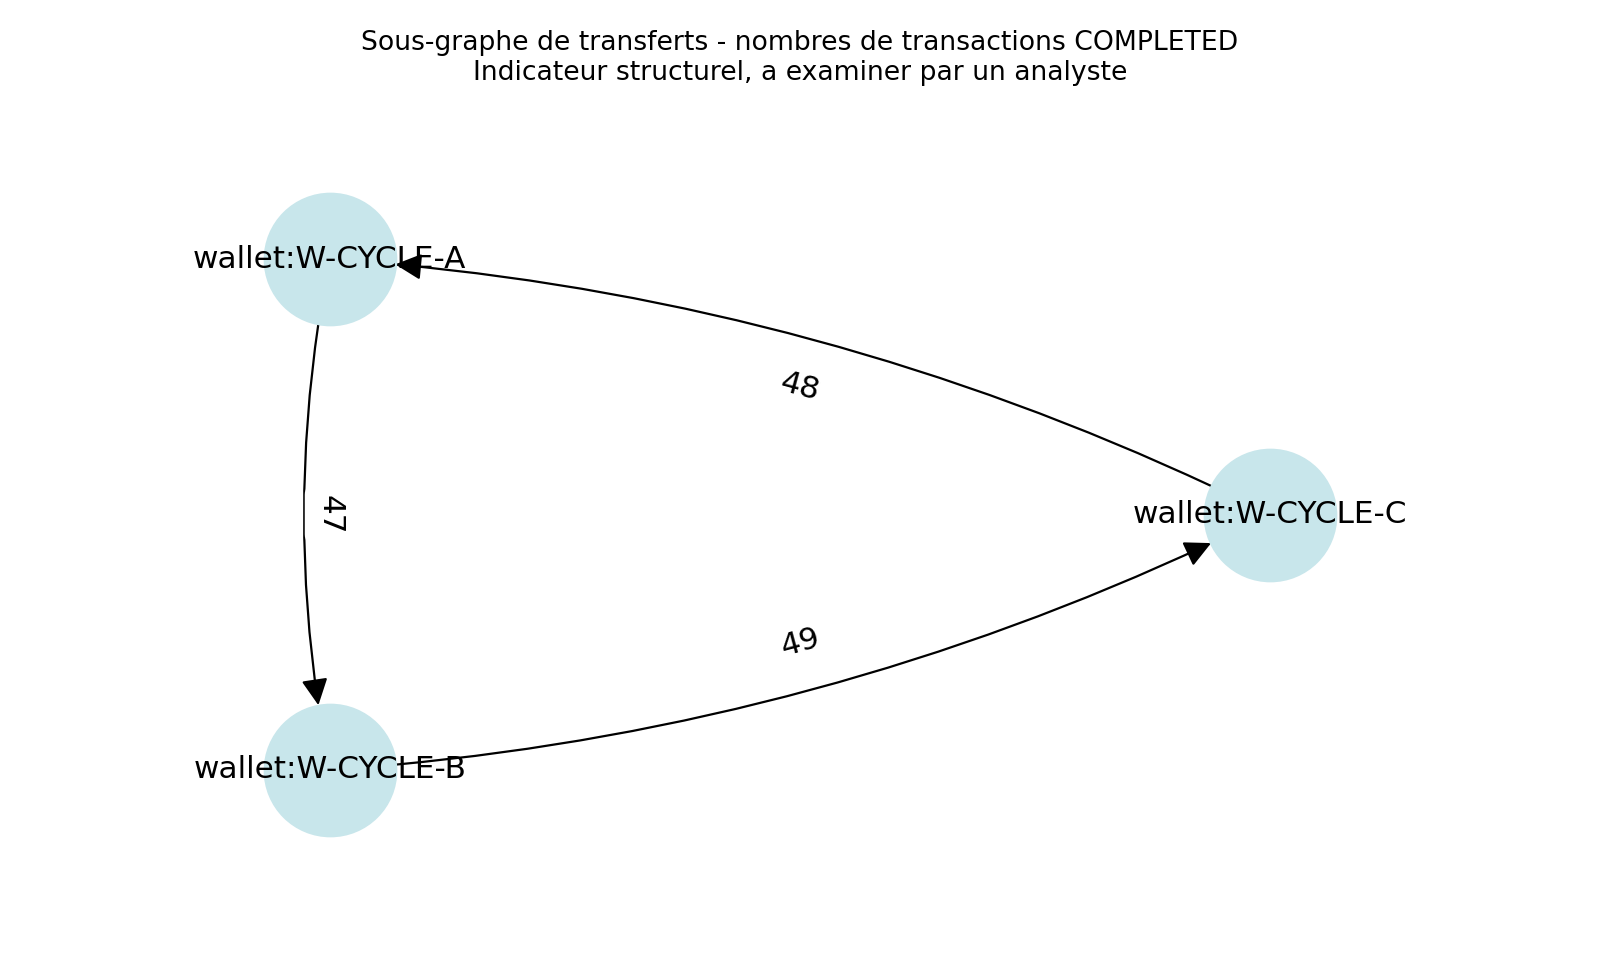 Sous-graphe de transferts - nombres de transactions COMPLETED
Indicateur structurel, a examiner par un analyste
wallet:W-CYCLE-A
48
47
wallet:W-CYCLE-C
49
wallet:W-CYCLE-B